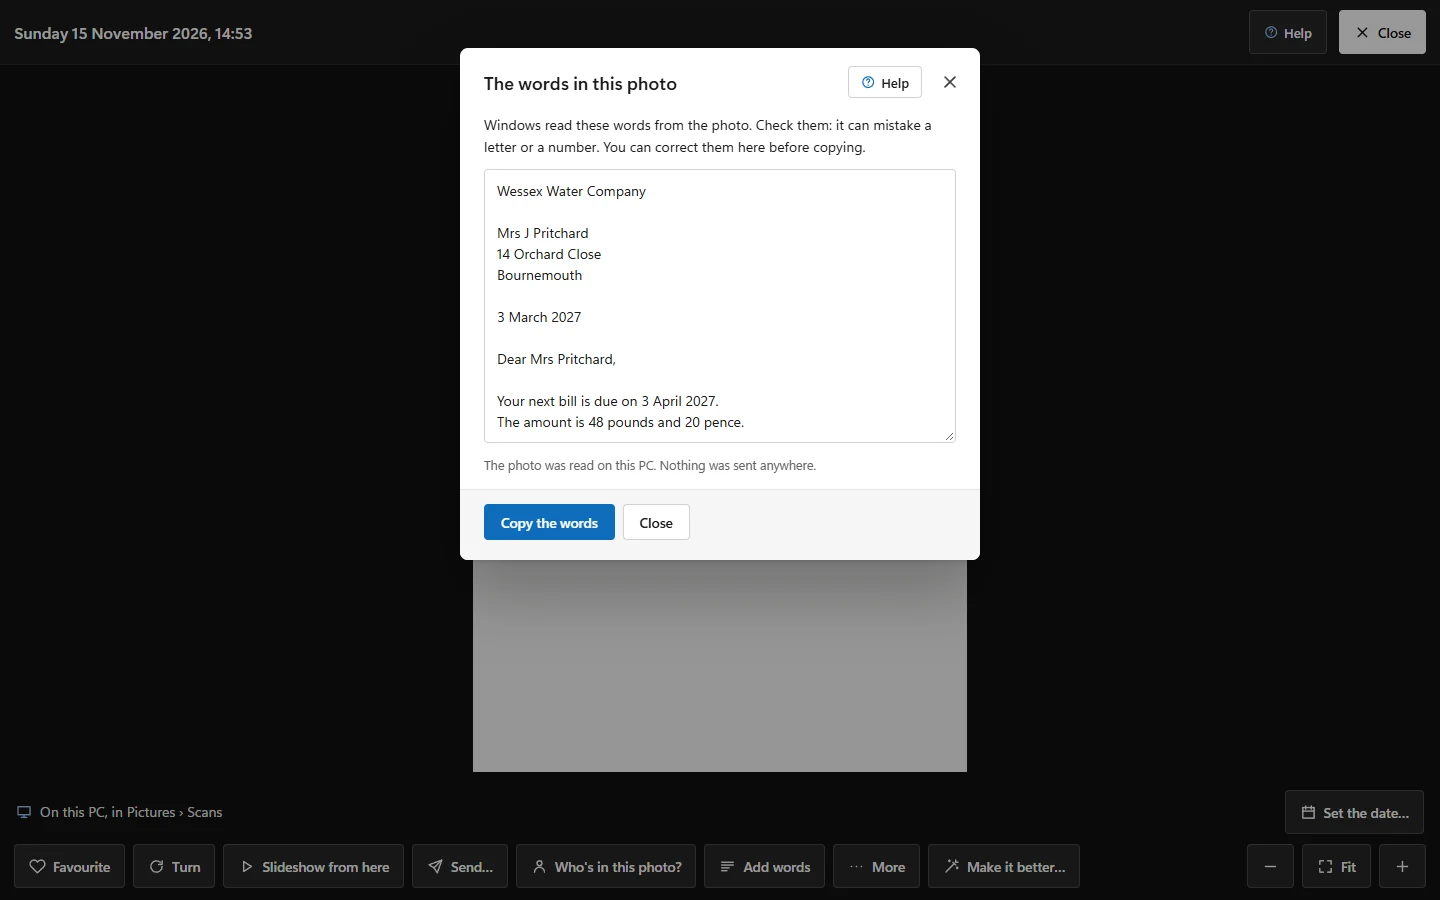 Sunday 15 November 2026, 14:53
Help
Close
The words in this photo
Help
Windows read these words from the photo. Check them: it can mistake a
letter or a number. You can correct them here before copying.
Wessex Water Company
Mrs J Pritchard
14 Orchard Close
Bournemouth
3 March 2027
Dear Mrs Pritchard,
Your next bill is due on 3 April 2027.
The amount is 48 pounds and 20 pence.
The photo was read on this PC. Nothing was sent anywhere.
Copy the words
Close
On this PC, in Pictures › Scans
Set the date...
Favourite
Turn
Slideshow from here
Send...
Who's in this photo?
Add words
More
Make it better...
Fit